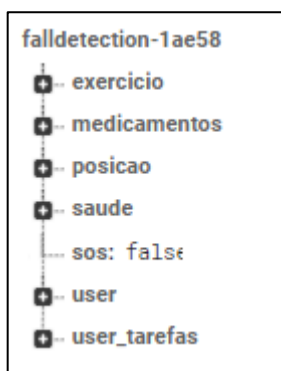 falldetection-1ae58
exercicio
medicamentos
posicao
saude
sos: false
user
user_tarefas